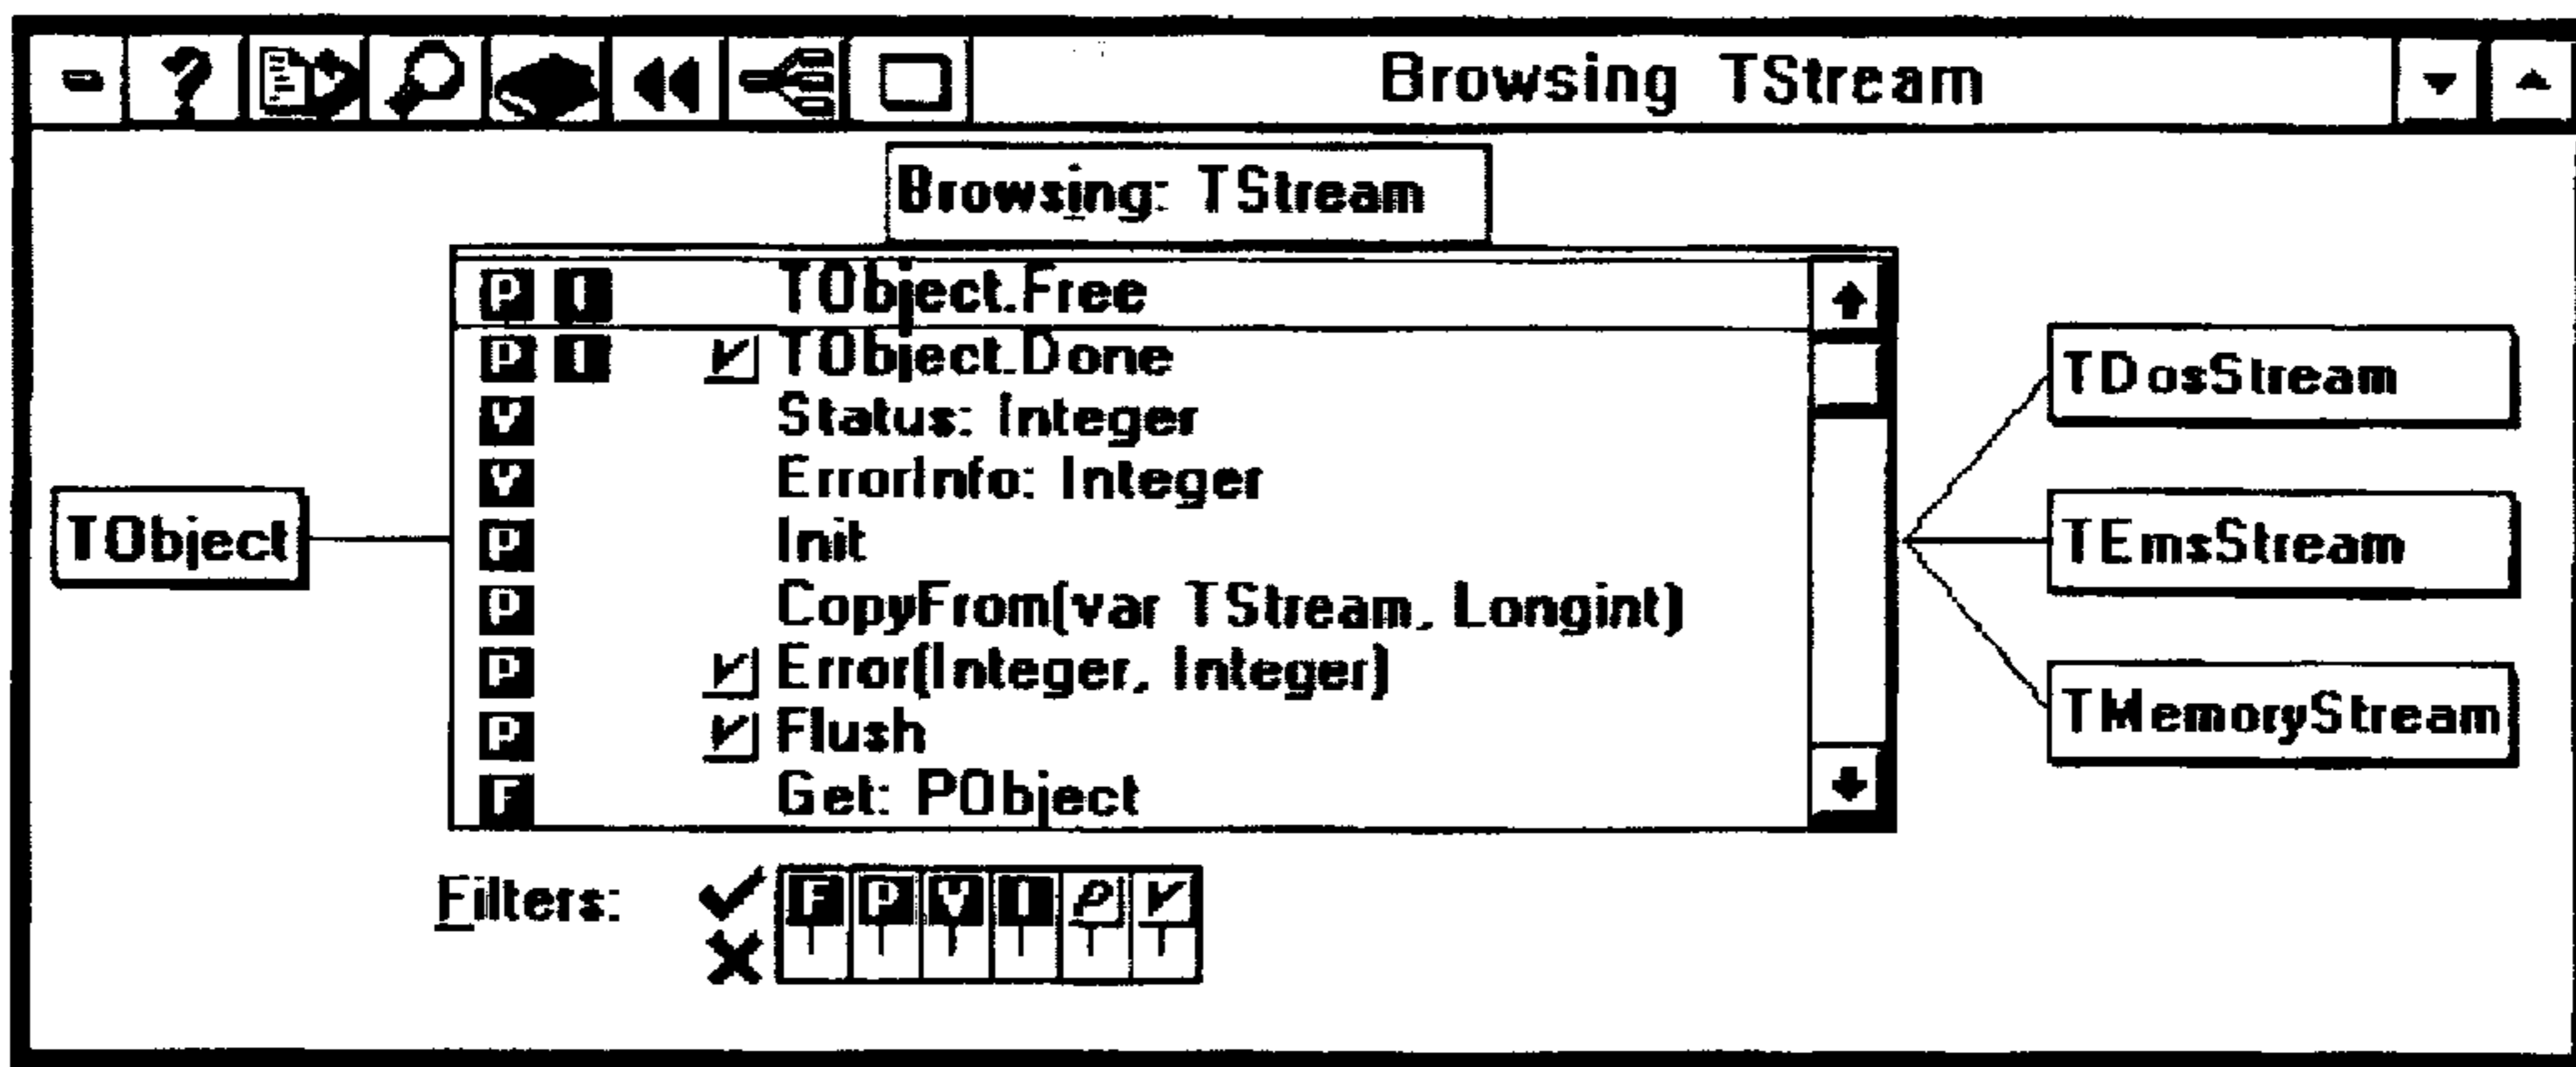 Browsing TStream
Browsing: TStream
P I TObject.Free
P I V TObject.Done
V Status: Integer
V ErrorInfo: Integer
P Init
P CopyFrom(var TStream, Longint)
P V Error(Integer, Integer)
P V Flush
F Get: PObject
TObject
TDosStream
TEmsStream
TMemoryStream
Filters: F P V I P V